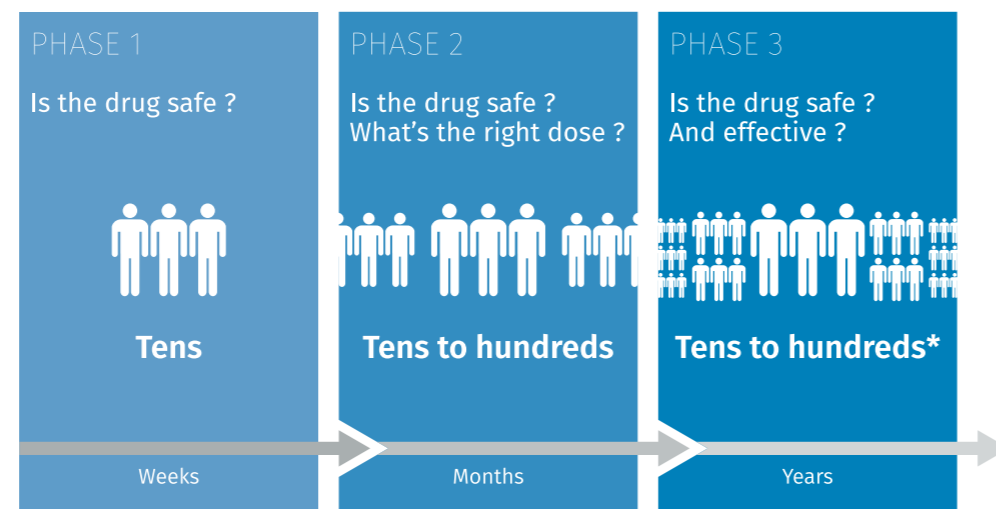 PHASE 1
Is the drug safe ?
Tens
Weeks
PHASE 2
Is the drug safe ?
What’s the right dose ?
Tens to hundreds
Months
PHASE 3
Is the drug safe ?
And effective ?
Tens to hundreds*
Years